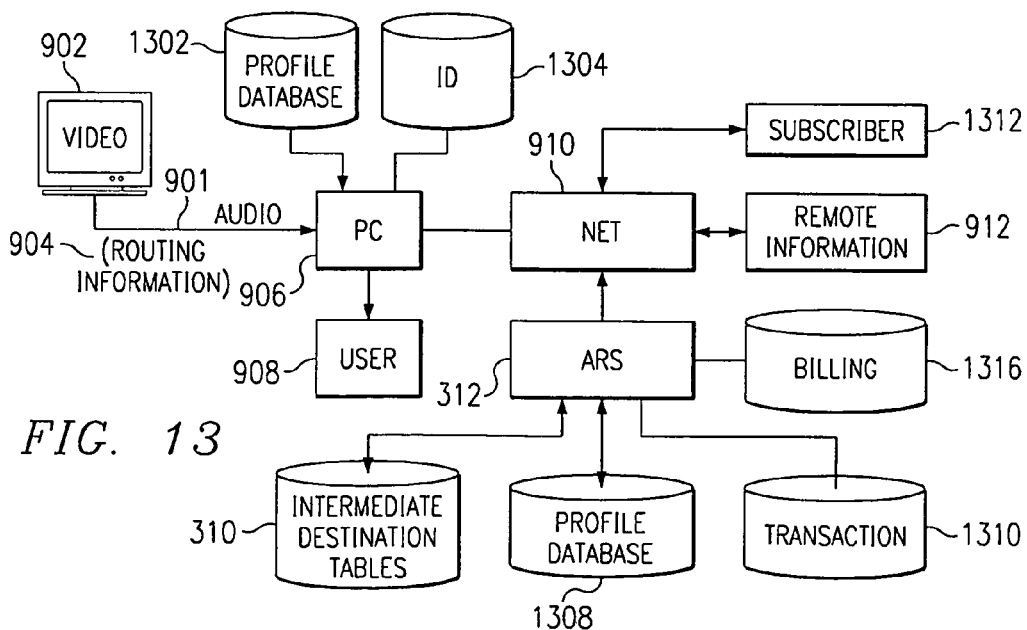 902
VIDEO
901
AUDIO
904
(ROUTING
INFORMATION)
1302
PROFILE
DATABASE
ID
1304
PC
906
USER
908
910
NET
SUBSCRIBER
1312
REMOTE
INFORMATION
912
ARS
312
BILLING
1316
FIG. 13
INTERMEDIATE
DESTINATION
TABLES
310
PROFILE
DATABASE
1308
TRANSACTION
1310